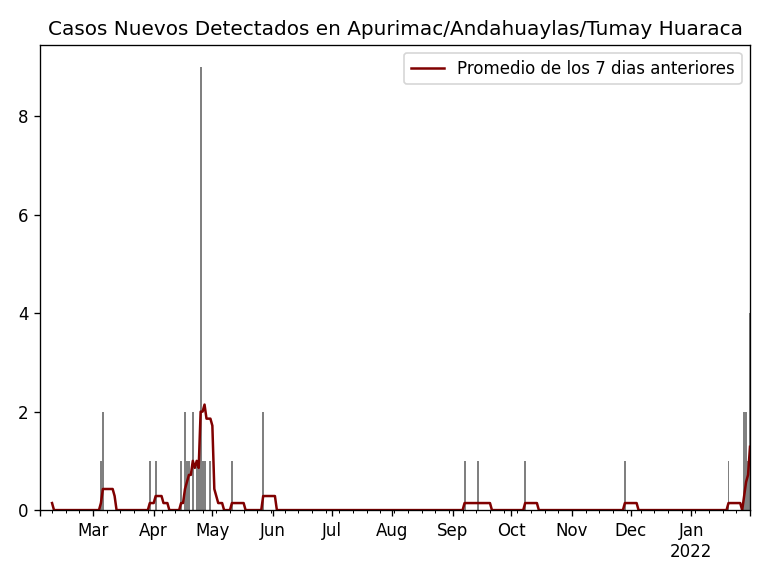 Casos Nuevos Detectados en Apurimac/Andahuaylas/Tumay Huaraca
Promedio de los 7 dias anteriores
8
6
4
2
0
Mar Apr May Jun Jul Aug Sep Oct Nov Dec Jan
2022